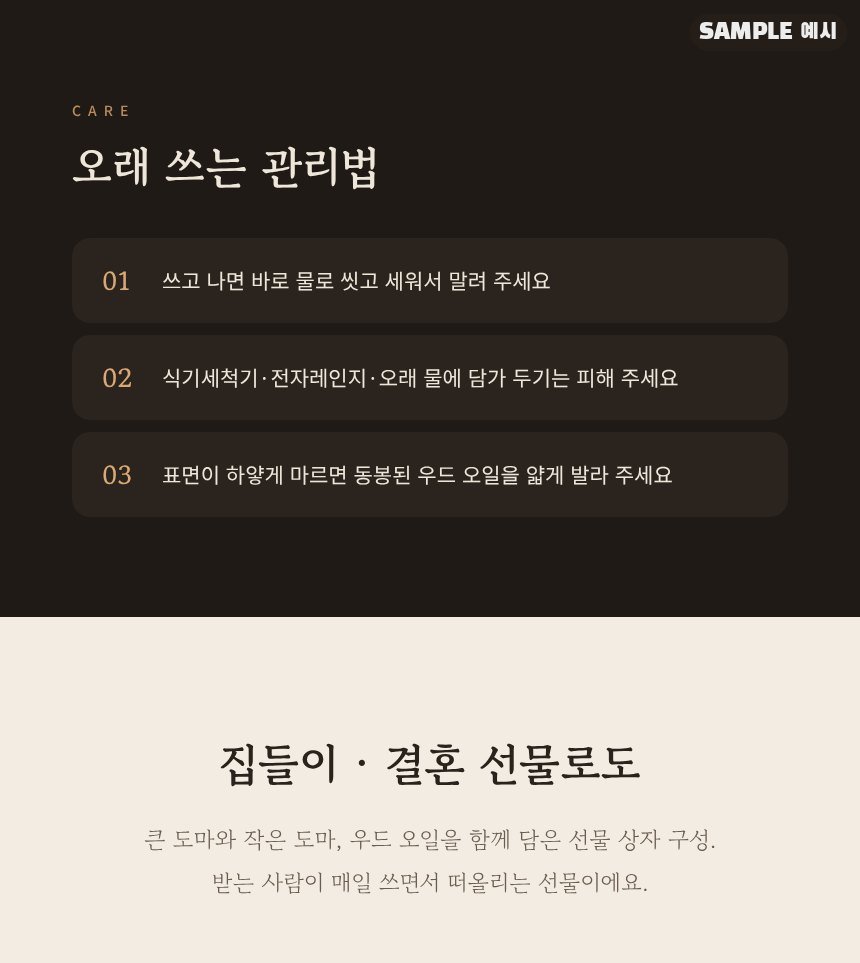 SAMPLE 예시
CARE
오래 쓰는 관리법
01 쓰고 나면 바로 물로 씻고 세워서 말려 주세요
02 식기세척기·전자레인지·오래 물에 담가 두기는 피해 주세요
03 표면이 하얗게 마르면 동봉된 우드 오일을 얇게 발라 주세요
집들이 · 결혼 선물로도
큰 도마와 작은 도마, 우드 오일을 함께 담은 선물 상자 구성.
받는 사람이 매일 쓰면서 떠올리는 선물이에요.